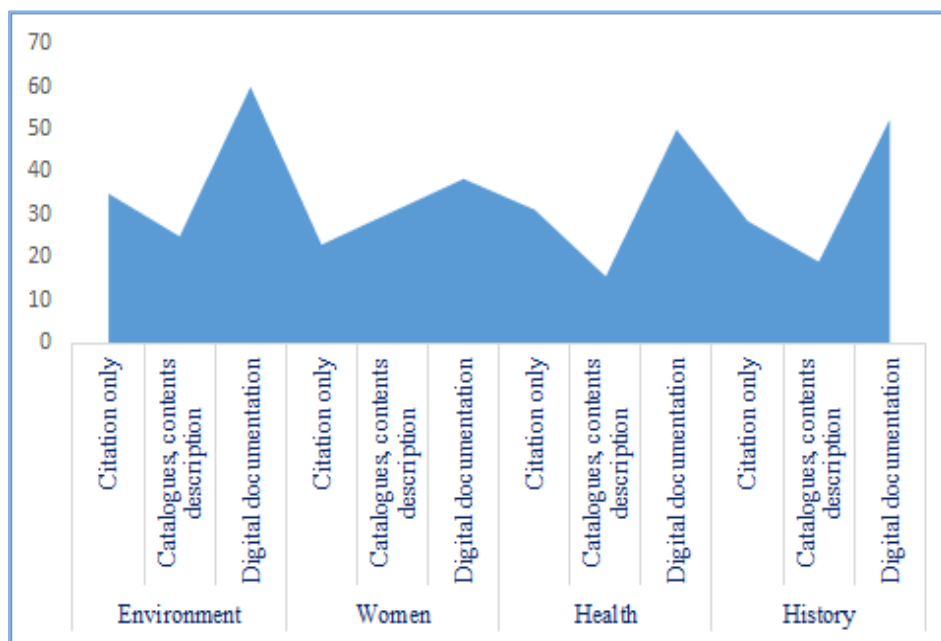 70
60
50
40
30
20
10
0
Citation only
Catalogues, contents
description
Digital documentation
Citation only
Catalogues, contents
description
Digital documentation
Citation only
Catalogues, contents
description
Digital documentation
Citation only
Catalogues, contents
description
Digital documentation
Environment
Women
Health
History